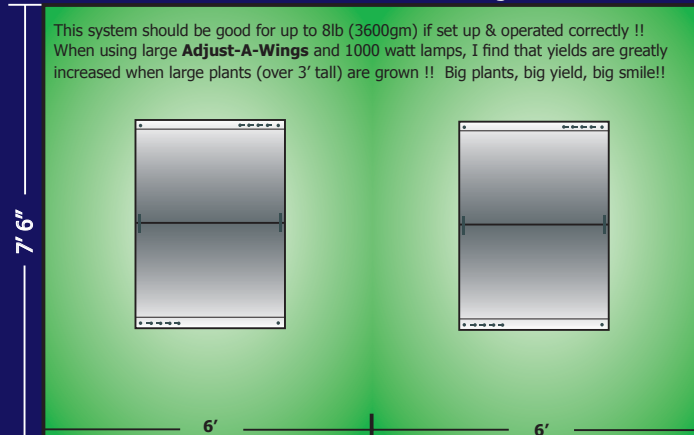 This system should be good for up to 8lb (3600gm) if set up & operated correctly !!
When using large Adjust-A-Wings and 1000 watt lamps, I find that yields are greatly
increased when large plants (over 3’ tall) are grown !!  Big plants, big yield, big smile!!
7’ 6”
6’
6’